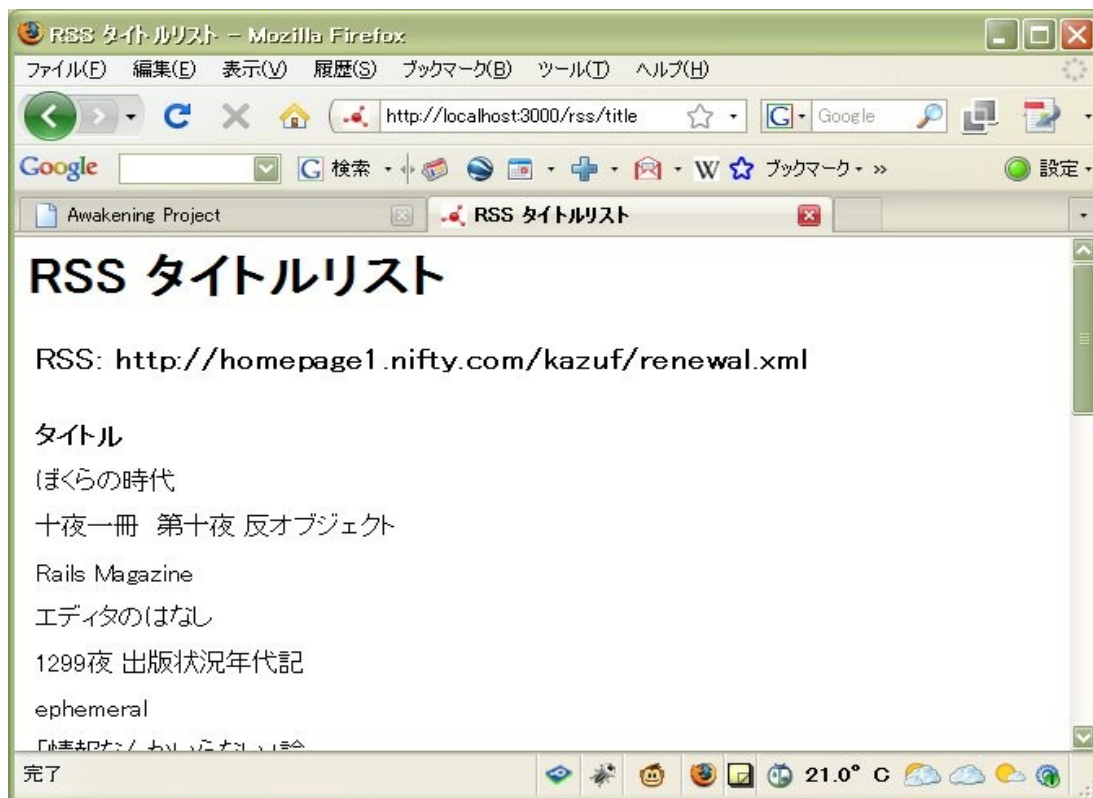 RSS タイトルリスト - Mozilla Firefox
ファイル(F) 編集(E) 表示(V) 履歴(S) ブックマーク(B) ツール(T) ヘルプ(H)
http://localhost:3000/rss/title G Google
Google G 検索 W ブックマーク » 設定
Awakening Project RSS タイトルリスト
RSS タイトルリスト
RSS: http://homepage1.nifty.com/kazuf/renewal.xml
タイトル
ぼくらの時代
十夜一冊 第十夜 反オブジェクト
Rails Magazine
エディタのはなし
1299夜 出版状況年代記
ephemeral
完了 21.0° C